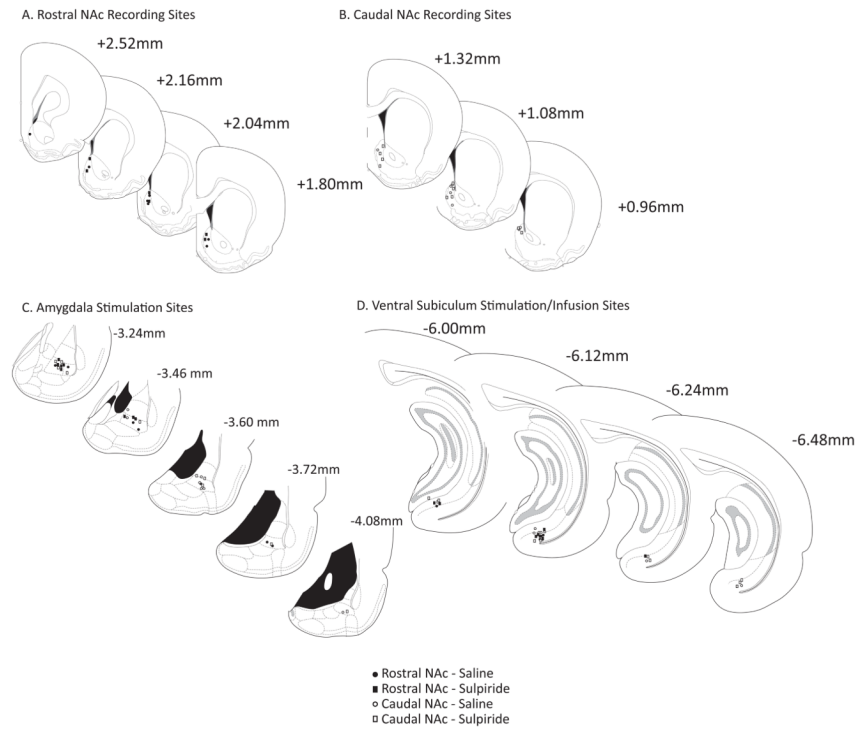 A. Rostral NAc Recording Sites
+2.52mm
+2.16mm
+2.04mm
+1.80mm
B. Caudal NAc Recording Sites
+1.32mm
+1.08mm
+0.96mm
C. Amygdala Stimulation Sites
-3.24mm
-3.46 mm
-3.60 mm
-3.72mm
-4.08mm
D. Ventral Subiculum Stimulation/Infusion Sites
-6.00mm
-6.12mm
-6.24mm
-6.48mm
Rostral NAc - Saline
Rostral NAc - Sulpiride
Caudal NAc - Saline
Caudal NAc - Sulpiride